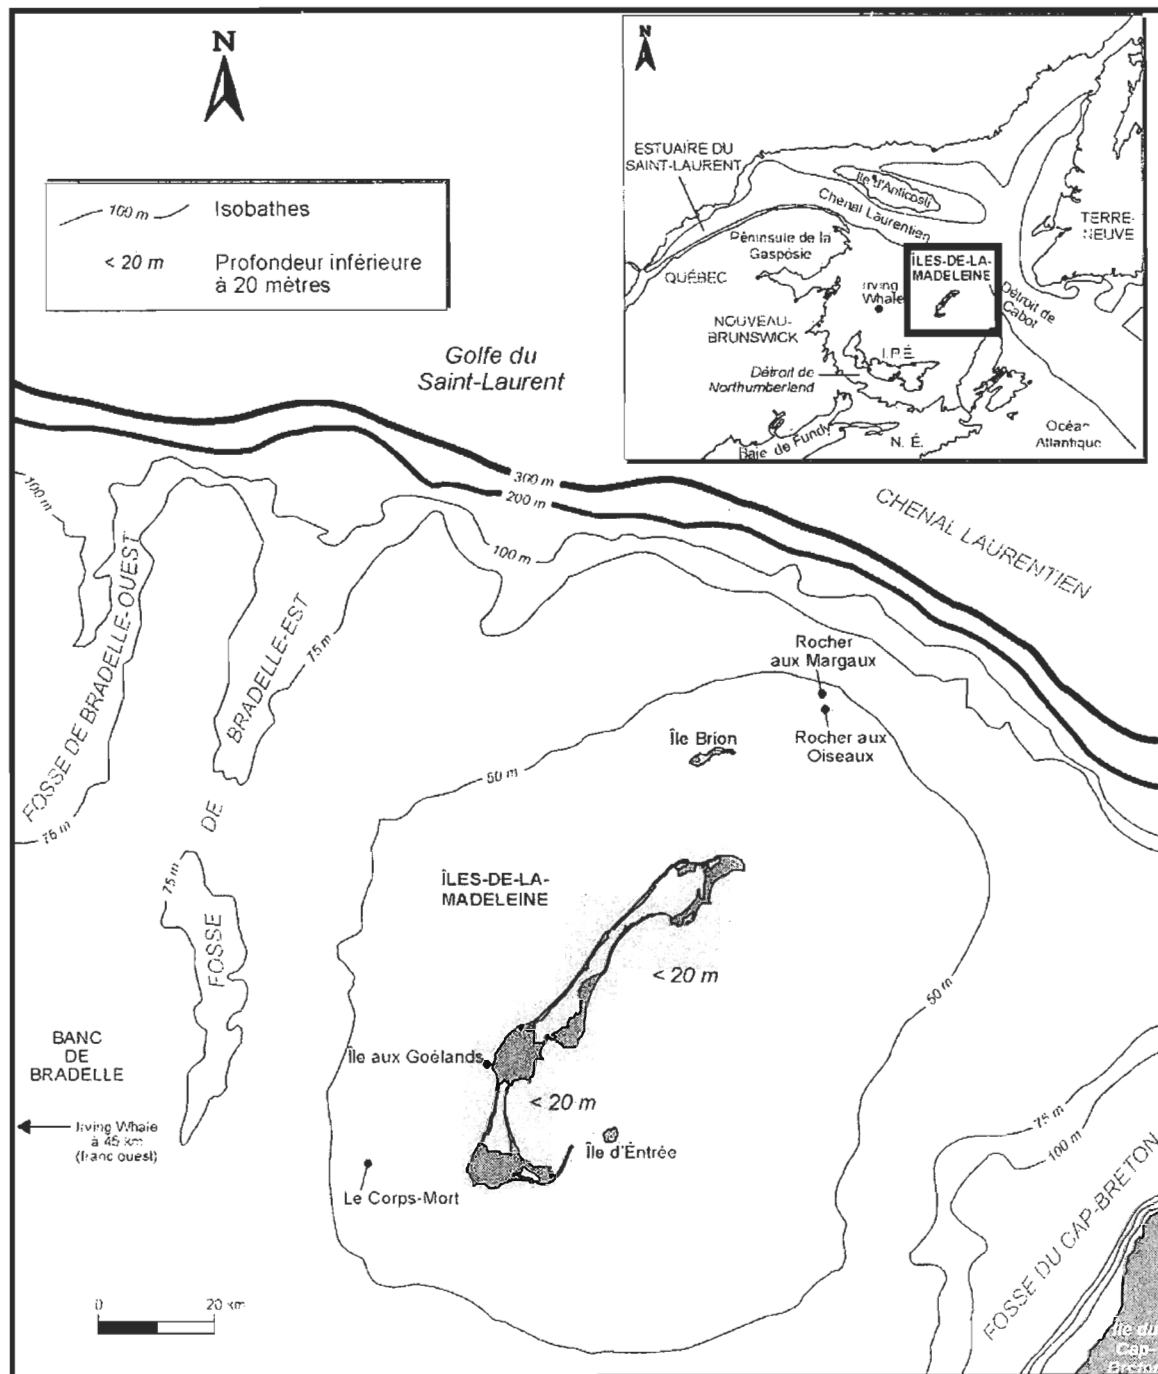 N
100 m
Isobathes
< 20 m
Profondeur inférieure
à 20 mètres
N
ESTUAIRE DU
SAINT-LAURENT
Île d'Anticosti
Chenal Laurentien
TERRE-
NEUVE
Péninsule de la
Gaspésie
QUÉBEC
ÎLES-DE-LA-
MADELEINE
Irving
Whale
Détroit de
Cabot
NOUVEAU-
BRUNSWICK
I.P.É.
Détroit de
Northumberland
Océan
Atlantique
N. É.
Baie de Fundy
Golfe du
Saint-Laurent
300 m
200 m
100 m
100 m
CHENAL LAURENTIEN
FOSSE DE BRADELLE-OUEST
FOSSE DE BRADELLE-EST
75 m
75 m
75 m
Rocher
aux Margaux
Rocher aux
Oiseaux
Île Brion
50 m
ÎLES-DE-LA-
MADELEINE
< 20 m
50 m
BANC
DE
BRADELLE
Île aux Goélands
< 20 m
Irving Whale
à 45 km
(franc ouest)
Île d'Entrée
Le Corps-Mort
75 m
100 m
FOSSE DU CAP-BRETON
0
20 km
Île du
Cap-
Breton